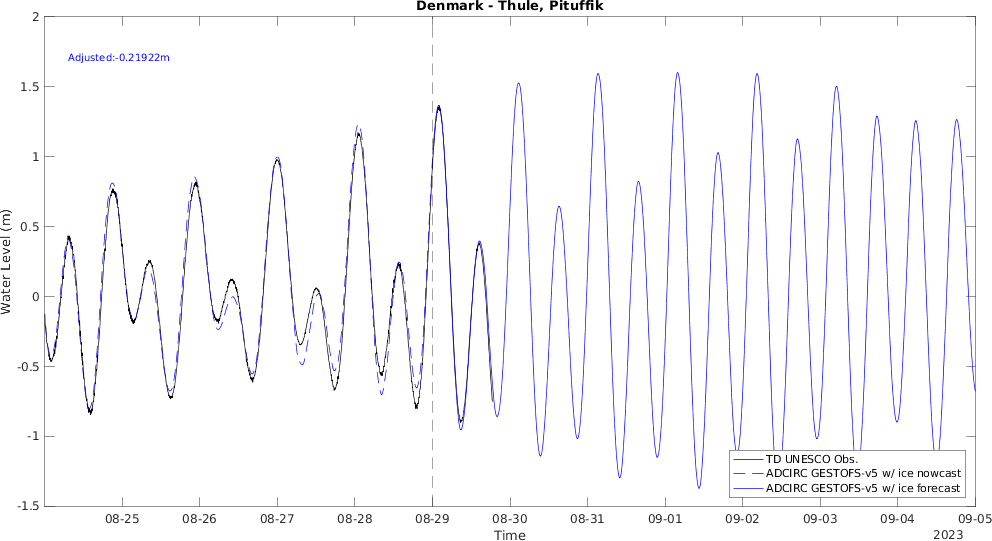 Denmark - Thule, Pituffik
Adjusted:-0.21922m
Water Level (m)
2
1.5
1
0.5
0
-0.5
-1
-1.5
TD UNESCO Obs.
ADCIRC GESTOFS-v5 w/ ice nowcast
ADCIRC GESTOFS-v5 w/ ice forecast
08-25 08-26 08-27 08-28 08-29 08-30 08-31 09-01 09-02 09-03 09-04 09-05
Time
2023